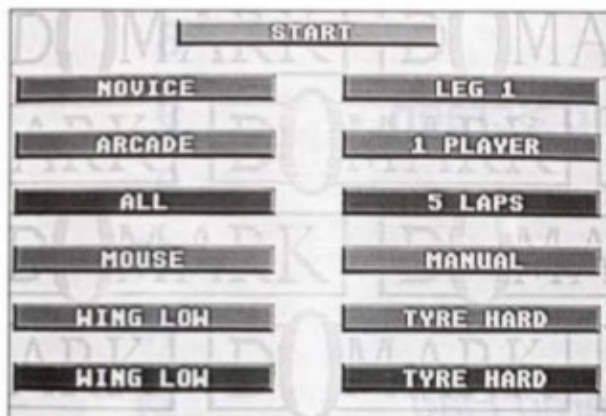 START
NOVICE LEG 1
ARCADE 1 PLAYER
ALL 5 LAPS
MOUSE MANUAL
WING LOW TYRE HARD
WING LOW TYRE HARD
DOMARK